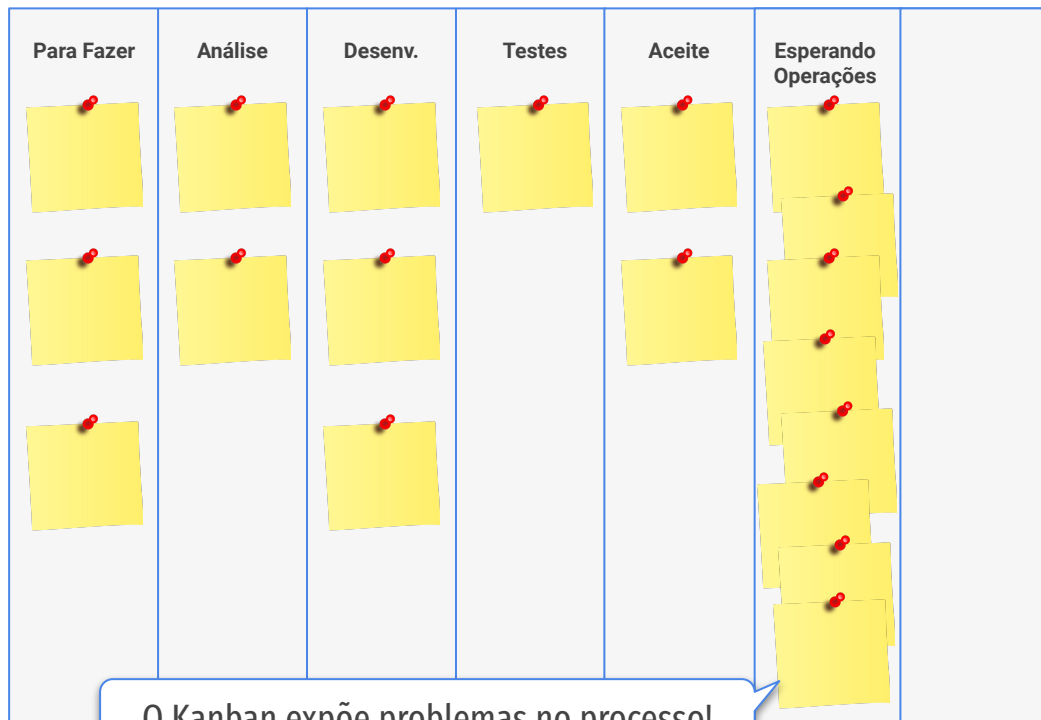 Para Fazer
Análise
Desenv.
Testes
Aceite
Esperando
Operações
O Kanban expõe problemas no processo!